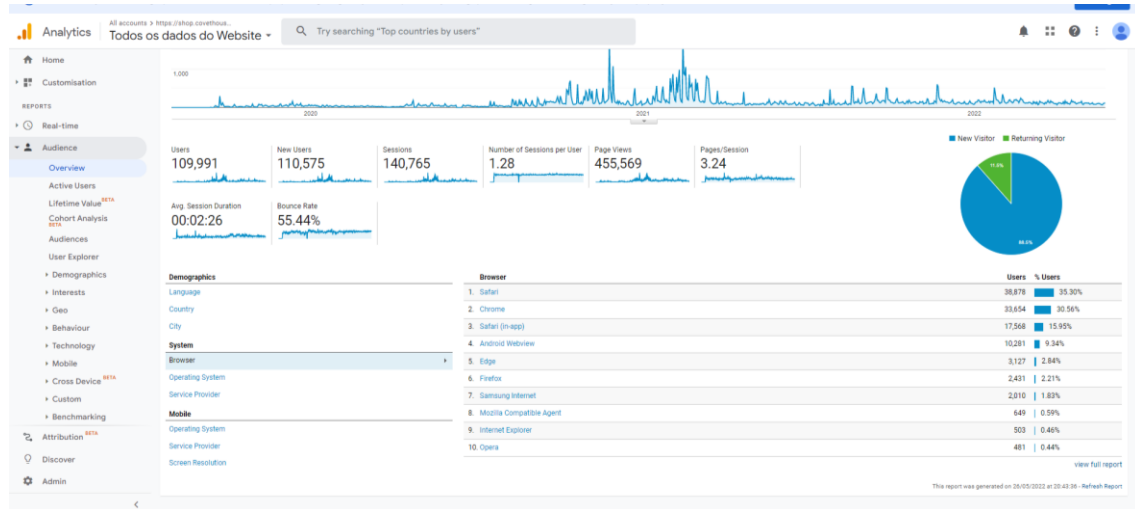 All accounts > https://shop.covethous...
Analytics
Todos os dados do Website
Try searching "Top countries by users"
Home
Customisation
REPORTS
Real-time
Audience
Overview
Active Users
Lifetime Value BETA
Cohort Analysis
BETA
Audiences
User Explorer
Demographics
Interests
Geo
Behaviour
Technology
Mobile
Cross Device BETA
Custom
Benchmarking
Attribution BETA
Discover
Admin
1,000
2020 2021 2022
Users
109,991
New Users
110,575
Sessions
140,765
Number of Sessions per User
1.28
Page Views
455,569
Pages/Session
3.24
Avg. Session Duration
00:02:26
Bounce Rate
55.44%
New Visitor Returning Visitor
Demographics
Language
Country
City
System
Browser
Operating System
Service Provider
Mobile
Operating System
Service Provider
Screen Resolution
Browser Users % Users
1. Safari 38,878 35.30%
2. Chrome 33,654 30.56%
3. Safari (in-app) 17,568 15.95%
4. Android Webview 10,281 9.34%
5. Edge 3,127 2.84%
6. Firefox 2,431 2.21%
7. Samsung Internet 2,010 1.83%
8. Mozilla Compatible Agent 649 0.59%
9. Internet Explorer 503 0.46%
10. Opera 481 0.44%
view full report
This report was generated on 26/05/2022 at 20:43:36 - Refresh Report